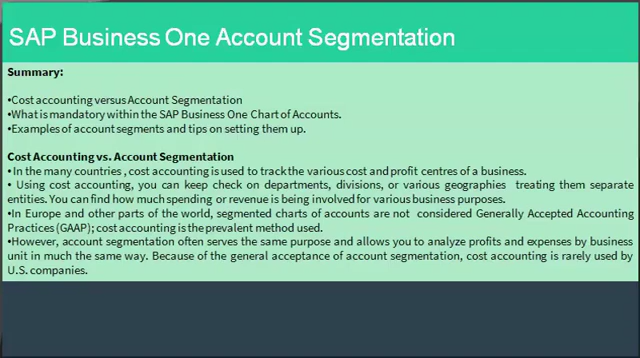 SAP Business One Account Segmentation
Summary:
•Cost accounting versus Account Segmentation
•What is mandatory within the SAP Business One Chart of Accounts.
•Examples of account segments and tips on setting them up.
Cost Accounting vs. Account Segmentation
•In the many countries , cost accounting is used to track the various cost and profit centres of a business.
• Using cost accounting, you can keep check on departments, divisions, or various geographies treating them separate
entities. You can find how much spending or revenue is being involved for various business purposes.
•In Europe and other parts of the world, segmented charts of accounts are not considered Generally Accepted Accounting
Practices (GAAP); cost accounting is the prevalent method used.
•However, account segmentation often serves the same purpose and allows you to analyze profits and expenses by business
unit in much the same way. Because of the general acceptance of account segmentation, cost accounting is rarely used by
U.S. companies.